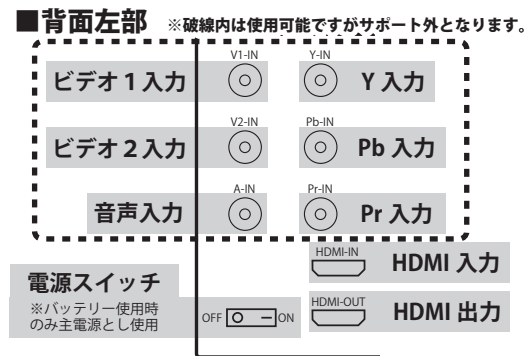 ■背面左部 ※破線内は使用可能ですがサポート外となります。
V1-IN Y-IN
ビデオ1入力 Y 入力
V2-IN Pb-IN
ビデオ2入力 Pb 入力
A-IN Pr-IN
音声入力 Pr 入力
HDMI-IN
HDMI 入力
電源スイッチ
※バッテリー使用時
のみ主電源とし使用
OFF ON
HDMI-OUT
HDMI 出力